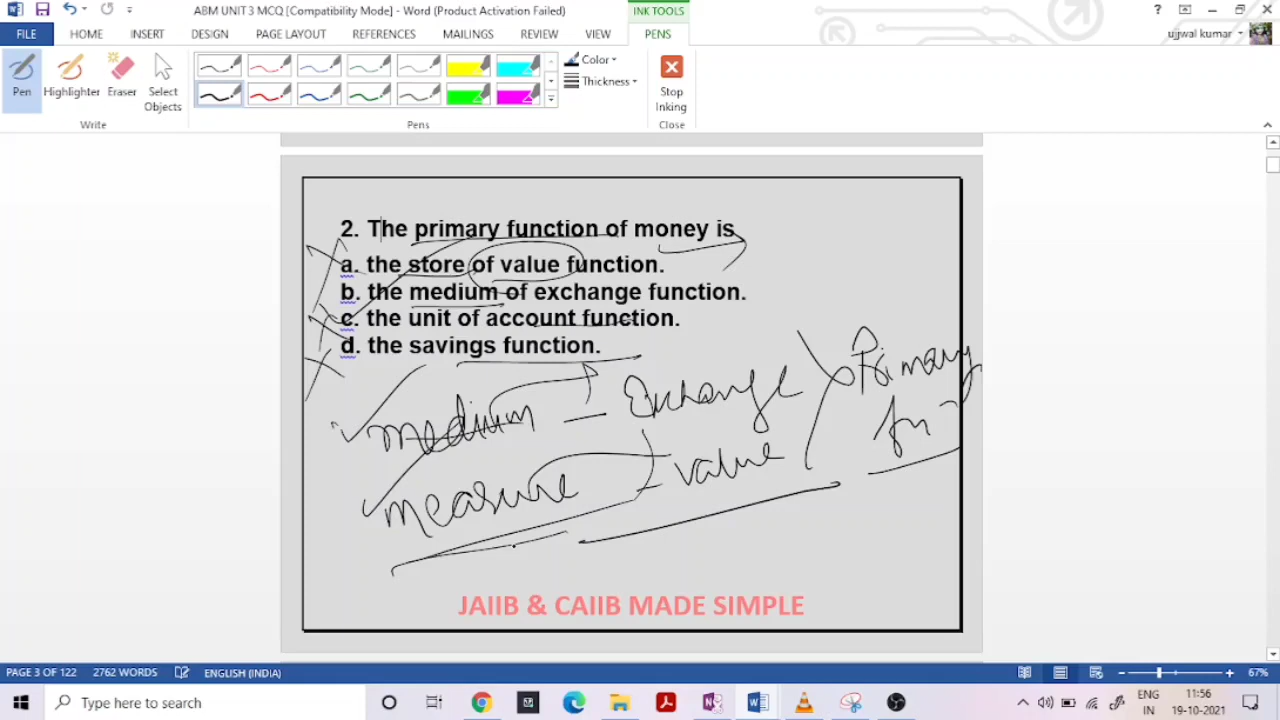 ABM UNIT 3 MCQ [Compatibility Mode] - Word (Product Activation Failed)
INK TOOLS
FILE HOME INSERT DESIGN PAGE LAYOUT REFERENCES MAILINGS REVIEW VIEW PENS
ujjwal kumar
Pen Highlighter Eraser Select Objects
Color
Thickness
Stop Inking
Write Pens Close
2. The primary function of money is
a. the store of value function.
b. the medium of exchange function.
c. the unit of account function.
d. the savings function.
medium - Exchange Primary
measure - value fn
JAIIB & CAIIB MADE SIMPLE
PAGE 3 OF 122 2762 WORDS ENGLISH (INDIA) 67%
Type here to search
ENG 11:56
IN 19-10-2021